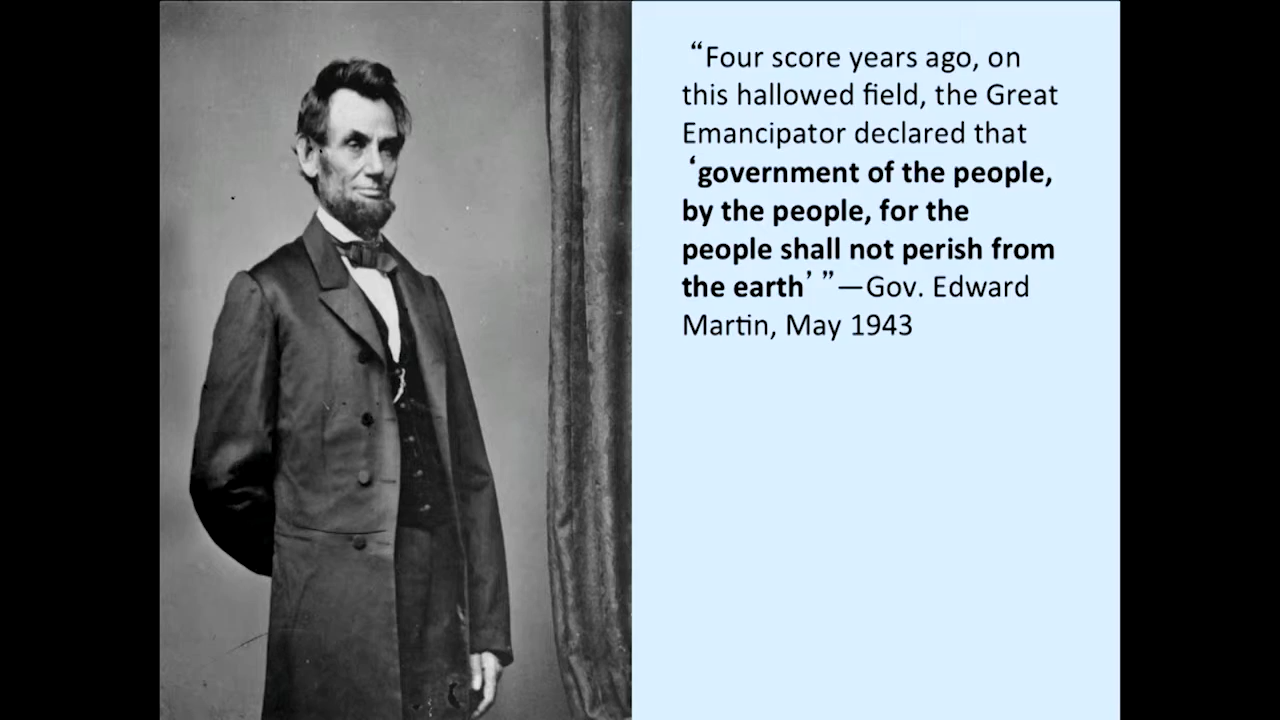 “Four score years ago, on
this hallowed field, the Great
Emancipator declared that
‘government of the people,
by the people, for the
people shall not perish from
the earth’ ”—Gov. Edward
Martin, May 1943